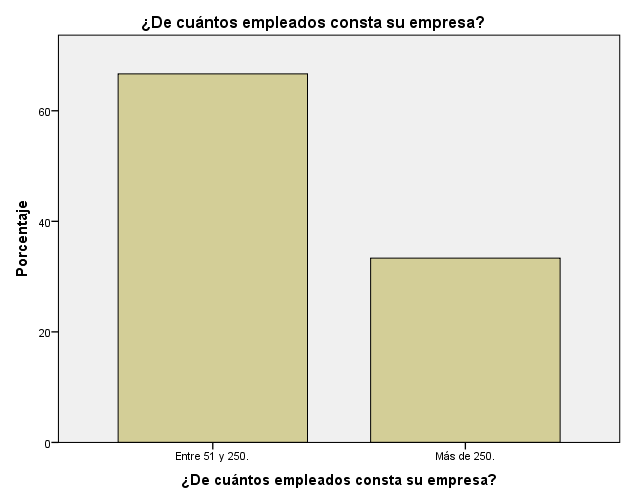 ¿De cuántos empleados consta su empresa?
Porcentaje
60
40
20
0
Entre 51 y 250.
Más de 250.
¿De cuántos empleados consta su empresa?